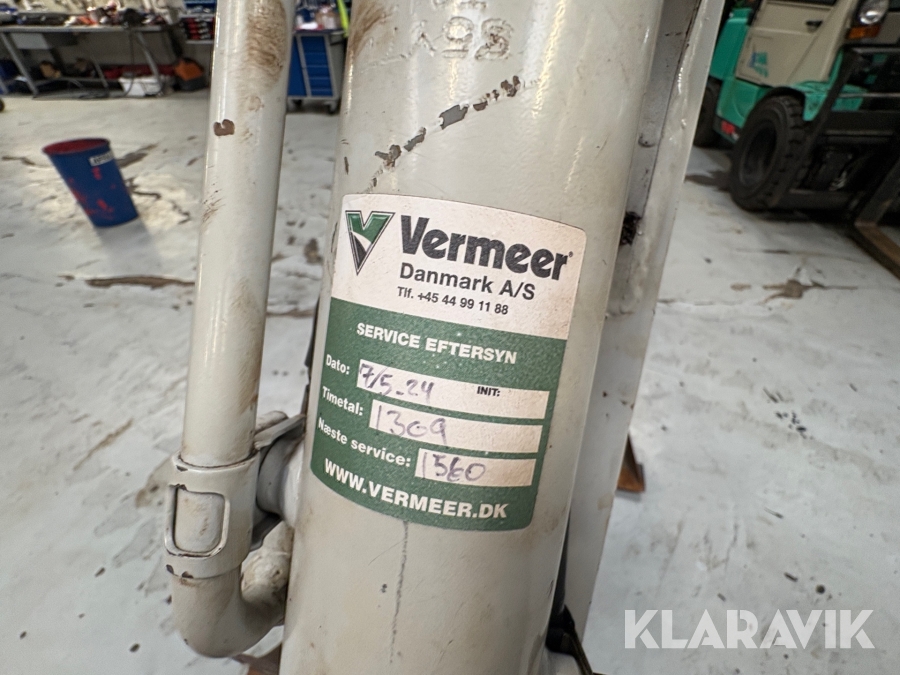 Vermeer
Danmark A/S
Tlf. +45 44 99 11 88
SERVICE EFTERSYN
Dato: 7/5-24 INIT:
Timetal: 1309
Næste service: 1560
WWW.VERMEER.DK
KLARAVIK